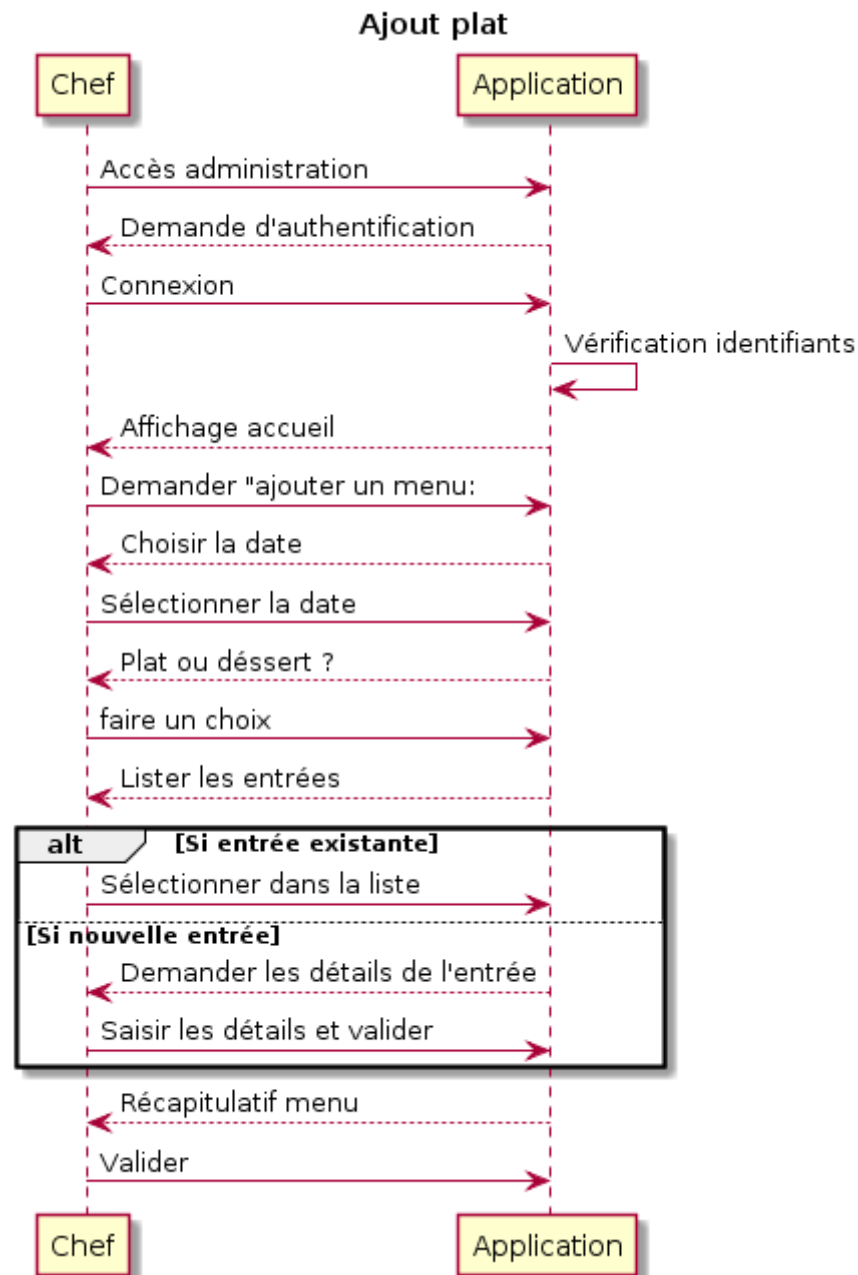 Ajout plat
Chef Application
Accès administration
Demande d'authentification
Connexion
Vérification identifiants
Affichage accueil
Demander "ajouter un menu:
Choisir la date
Sélectionner la date
Plat ou déssert ?
faire un choix
Lister les entrées
alt [Si entrée existante]
Sélectionner dans la liste
[Si nouvelle entrée]
Demander les détails de l'entrée
Saisir les détails et valider
Récapitulatif menu
Valider
Chef Application